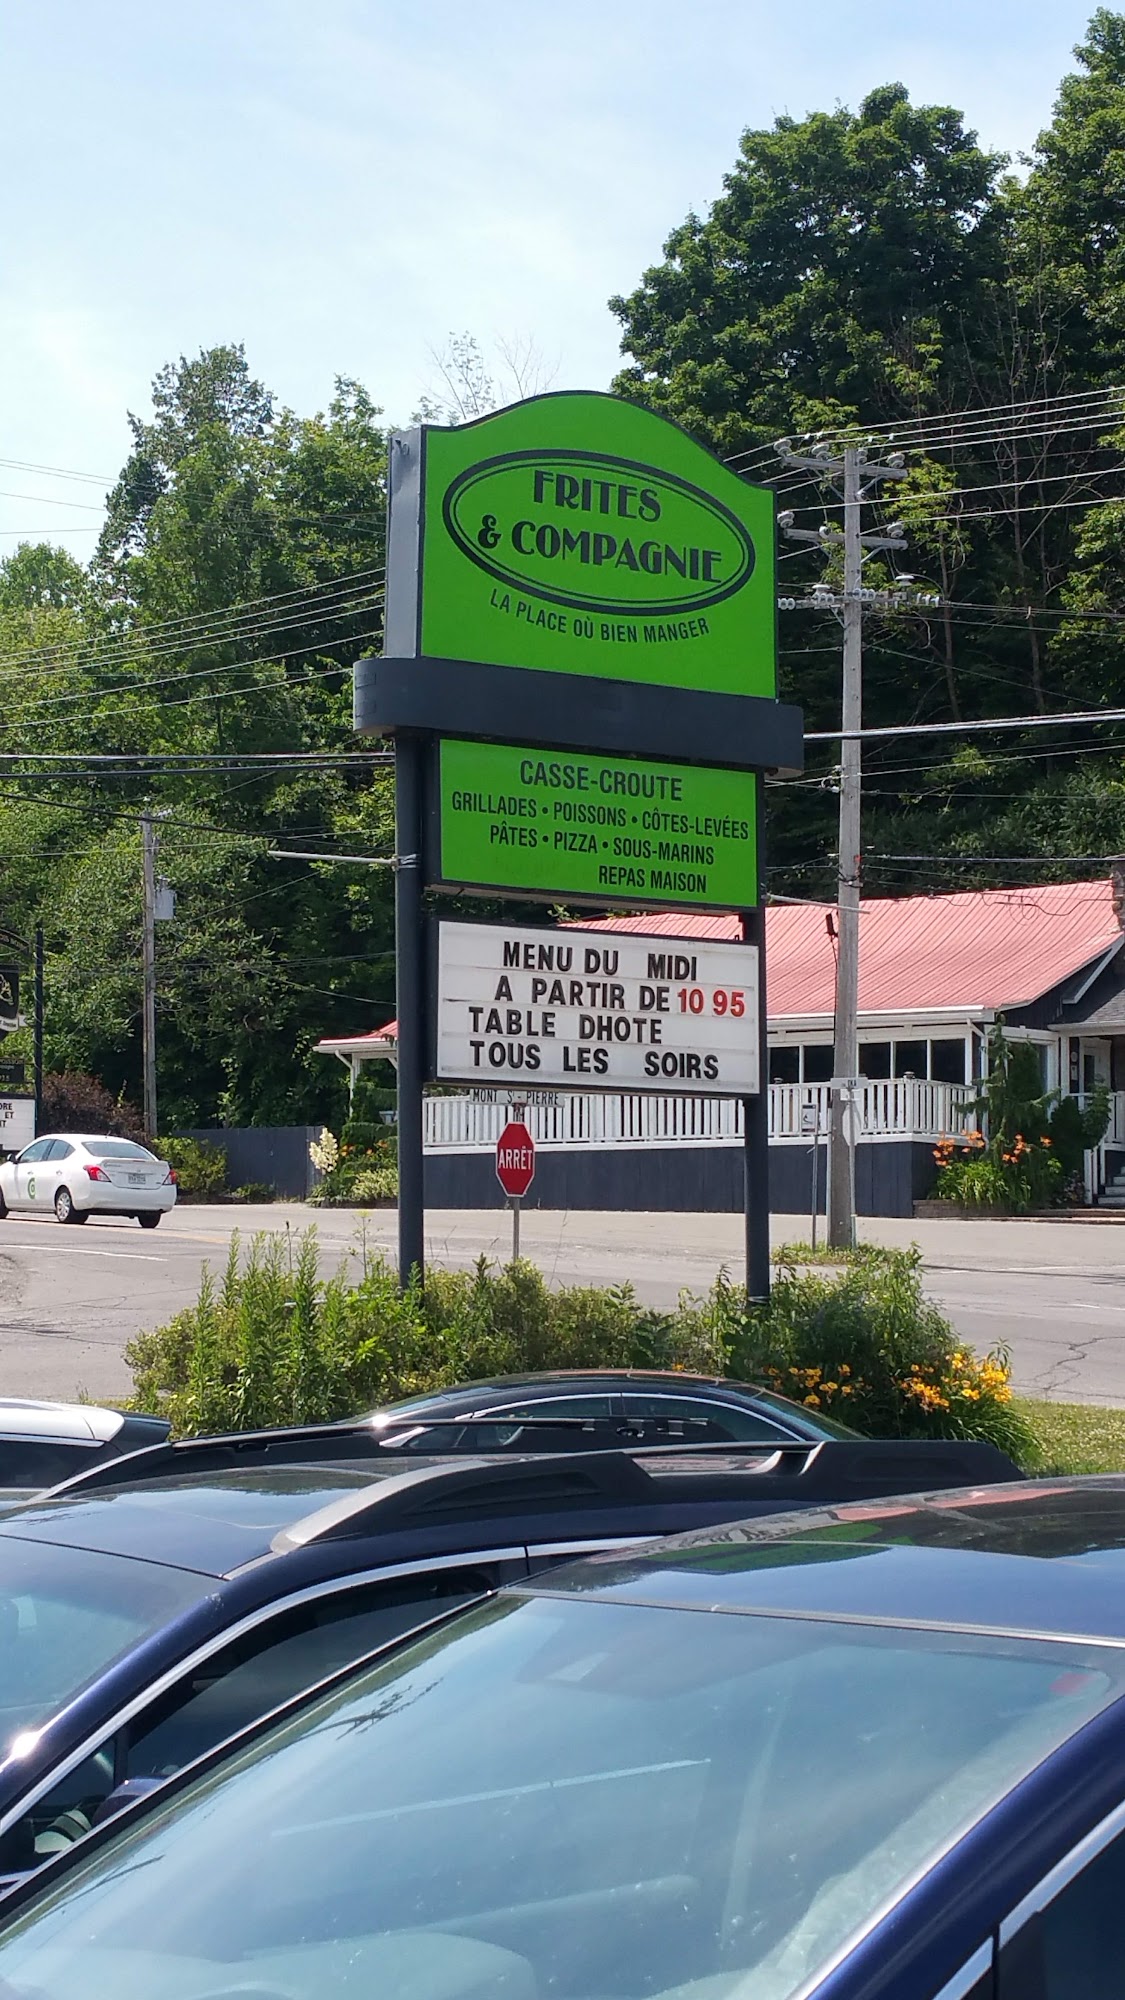 FRITES
& COMPAGNIE
LA PLACE OÙ BIEN MANGER
CASSE-CROUTE
GRILLADES • POISSONS • CÔTES-LEVÉES
PÂTES • PIZZA • SOUS-MARINS
REPAS MAISON
MENU DU MIDI
A PARTIR DE 10 95
TABLE DHOTE
TOUS LES SOIRS
MONT ST-PIERRE
ARRÊT